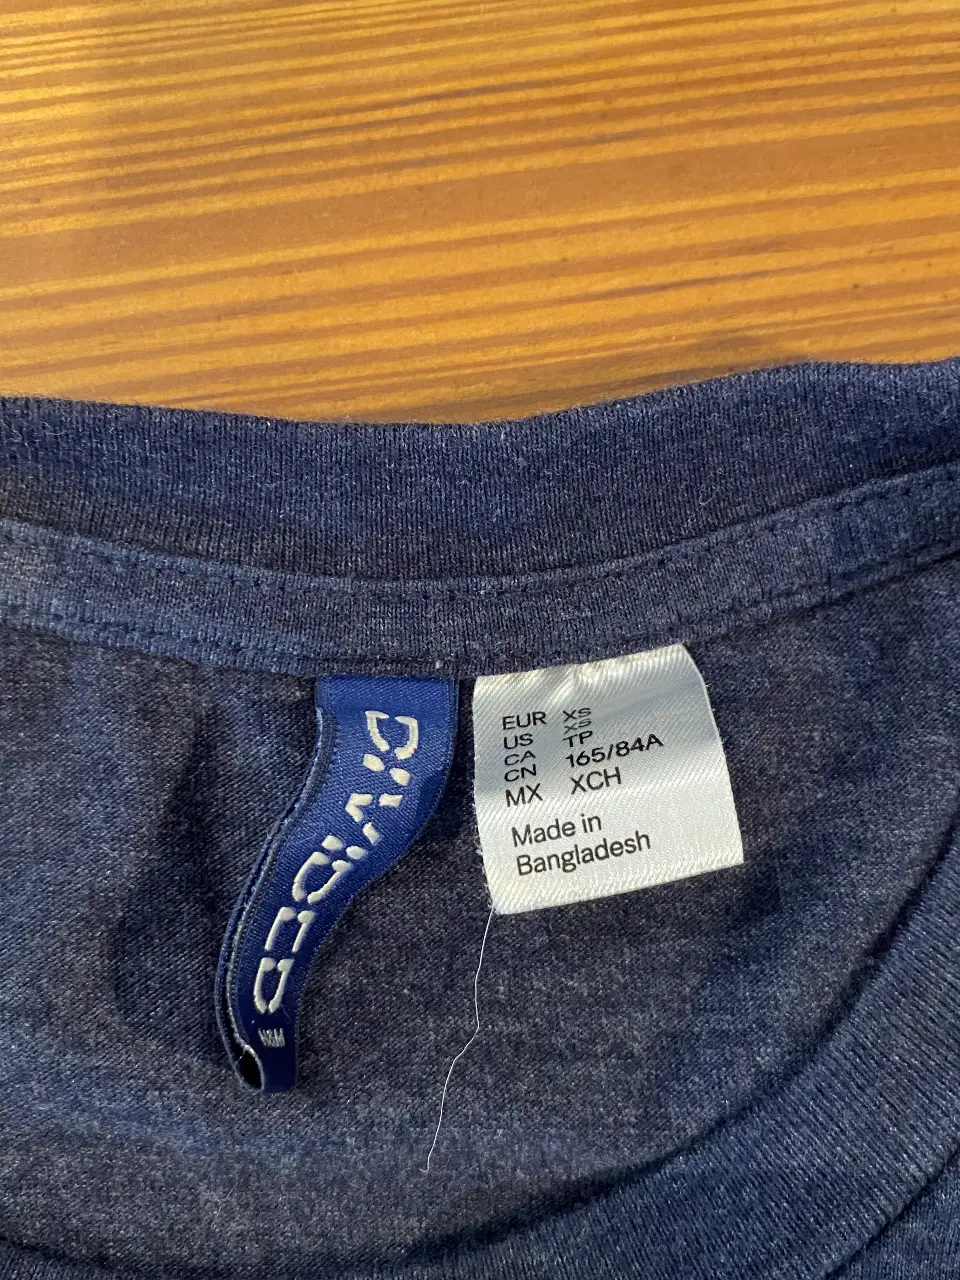 DIVIDED
H&M
EUR XS
US XS
CA TP
CN 165/84A
MX XCH
Made in
Bangladesh